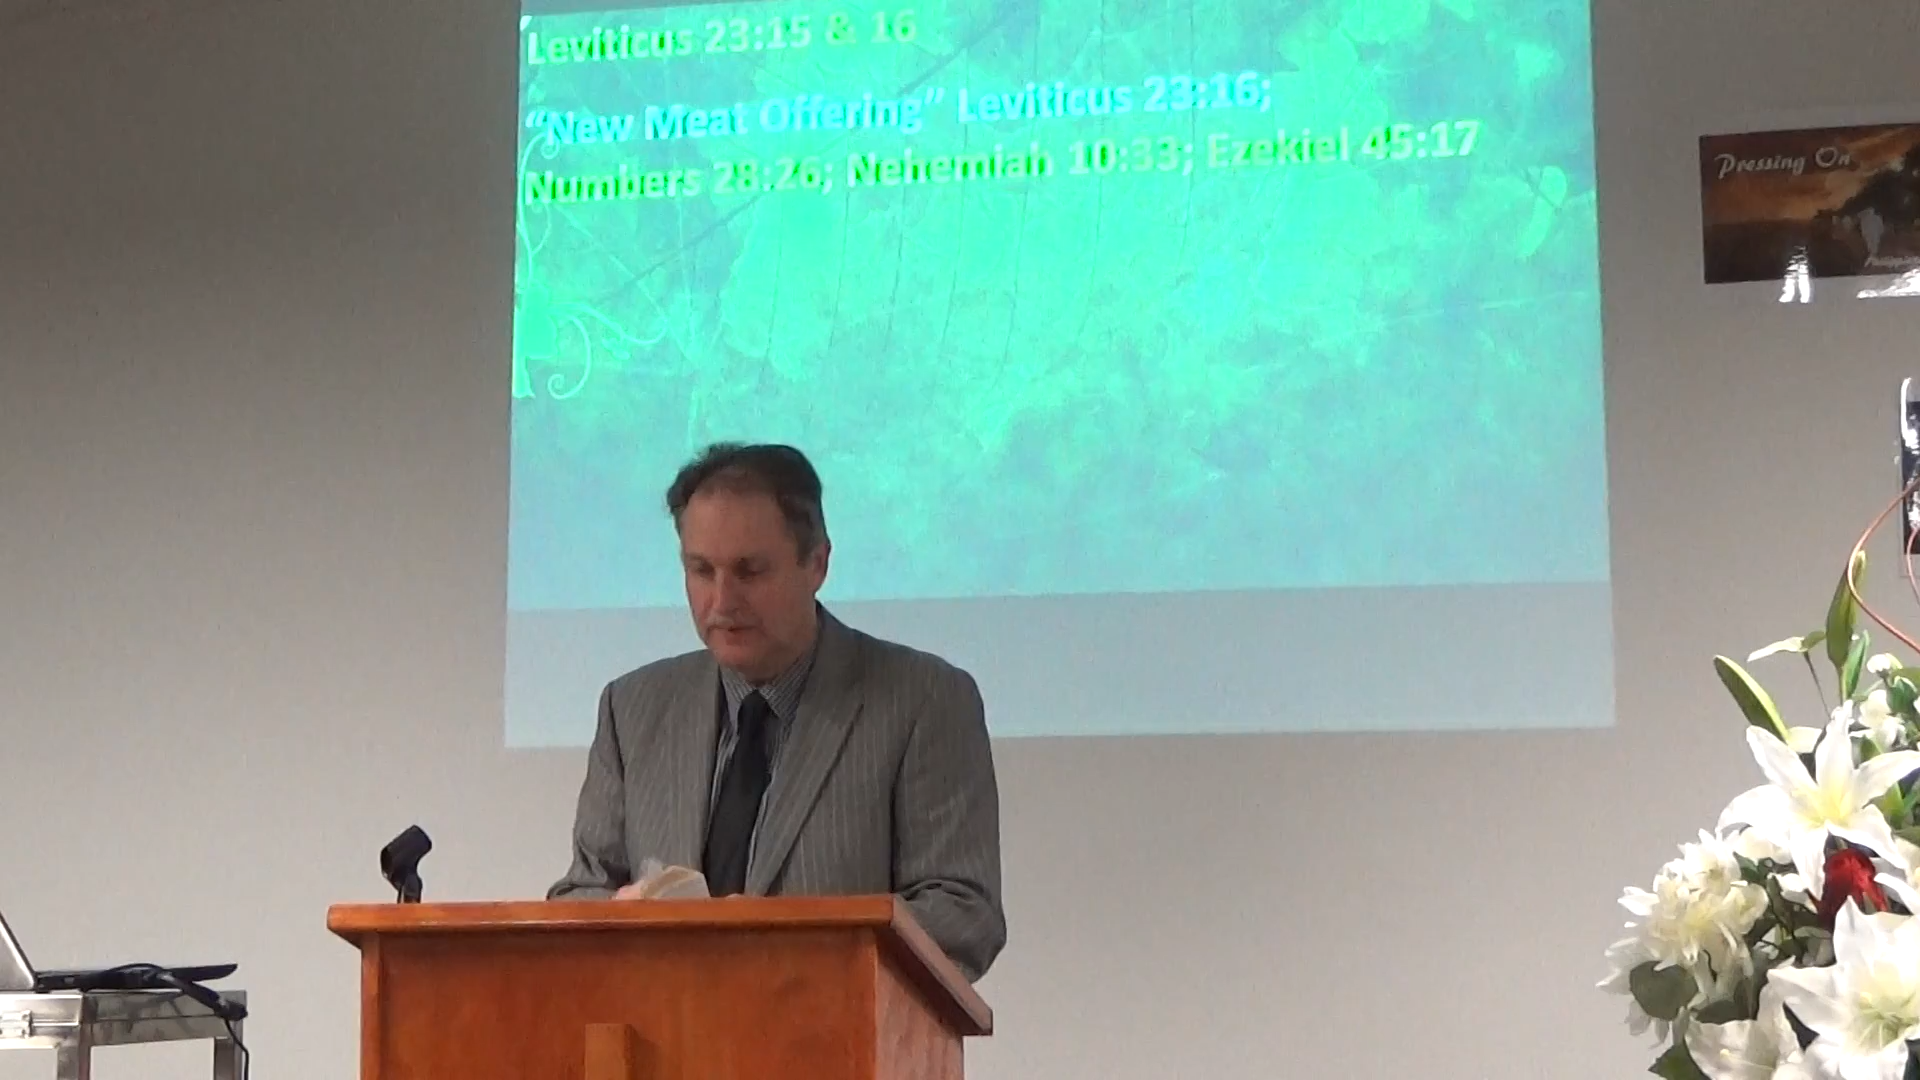 Leviticus 23:15 & 16
“New Meat Offering” Leviticus 23:16;
Numbers 28:26; Nehemiah 10:33; Ezekiel 45:17
Pressing On